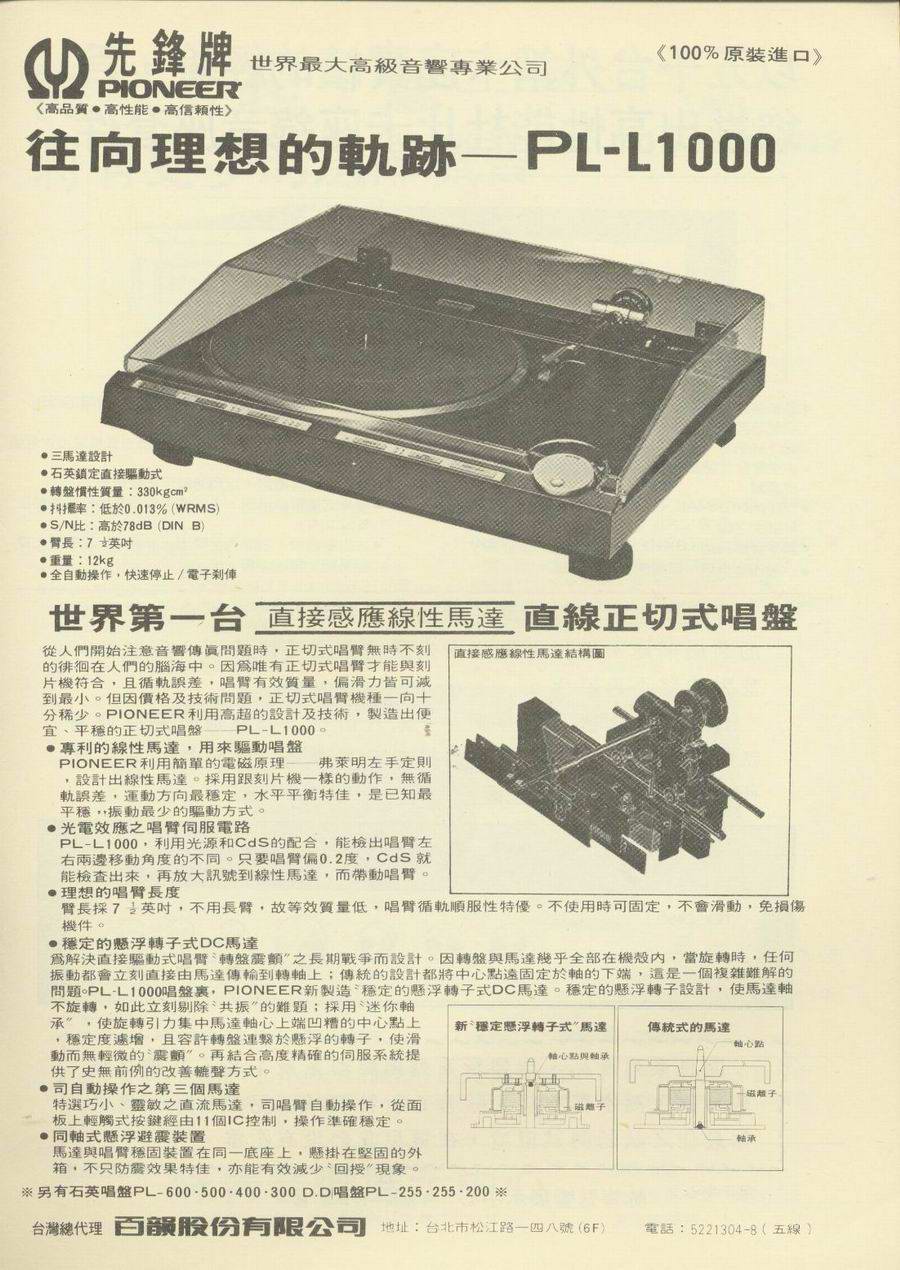 先鋒牌
PIONEER
世界最大高級音響專業公司
《100%原裝進口》
《高品質●高性能●高信賴性》
往向理想的軌跡—PL-L1000
●三馬達設計
●石英鎖定直接驅動式
●轉盤慣性質量：330kgcm²
●抖擺率：低於0.013%(WRMS)
●S/N比：高於78dB(DIN B)
●臂長：7 ½英吋
●重量：12kg
●全自動操作，快速停止/電子剎俥
世界第一台 直接感應線性馬達 直線正切式唱盤
從人們開始注意音響傳眞問題時，正切式唱臂無時不刻
的徘徊在人們的腦海中。因爲唯有正切式唱臂才能與刻
片機符合，且循軌誤差，唱臂有效質量，偏滑力皆可減
到最小。但因價格及技術問題，正切式唱臂機種一向十
分稀少。PIONEER利用高超的設計及技術，製造出便
宜、平穩的正切式唱盤——PL-L1000。
●專利的線性馬達，用來驅動唱盤
PIONEER利用簡單的電磁原理——弗萊明左手定則
，設計出線性馬達。採用跟刻片機一樣的動作，無循
軌誤差，運動方向最穩定，水平平衡特佳，是已知最
平穩，振動最少的驅動方式。
●光電效應之唱臂伺服電路
PL-L1000，利用光源和CdS的配合，能檢出唱臂左
右兩邊移動角度的不同。只要唱臂偏0.2度，CdS就
能檢查出來，再放大訊號到線性馬達，而帶動唱臂。
直接感應線性馬達結構圖
●理想的唱臂長度
臂長採7 ½英吋，不用長臂，故等效質量低，唱臂循軌順服性特優。不使用時可固定，不會滑動，免損傷
機件。
●穩定的懸浮轉子式DC馬達
爲解決直接驅動式唱臂〝轉盤震顫〞之長期戰爭而設計。因轉盤與馬達幾乎全部在機殼内，當旋轉時，任何
振動都會立刻直接由馬達傳輸到轉軸上；傳統的設計都將中心點遠固定於軸的下端，這是一個複雜難解的
問題。PL-L1000唱盤裏，PIONEER新製造〝穩定的懸浮轉子式DC馬達。穩定的懸浮轉子設計，使馬達軸
不旋轉，如此立刻剔除〝共振〞的難題；採用〝迷你軸
承〞，使旋轉引力集中馬達軸心上端凹糟的中心點上
，穩定度遽增，且容許轉盤連繫於懸浮的轉子，使滑
動而無輕微的〝震顫〞。再結合高度精確的伺服系統提
供了史無前例的改善轆聲方式。
●司自動操作之第三個馬達
特選巧小、靈敏之直流馬達，司唱臂自動操作，從面
板上輕觸式按鍵經由11個IC控制，操作準確穩定。
●同軸式懸浮避震裝置
馬達與唱臂穩固裝置在同一底座上，懸掛在堅固的外
箱，不只防震效果特佳，亦能有效減少〝回授〞現象。
新〝穩定懸浮轉子式〞馬達
軸心點與軸承
磁離子
傳統式的馬達
軸心點
磁離子
軸承
※另有石英唱盤PL-600·500·400·300 D.D唱盤PL-255·255·200※
台灣總代理 百韻股份有限公司 地址：台北市松江路一四八號(6F) 電話：5221304-8(五線)